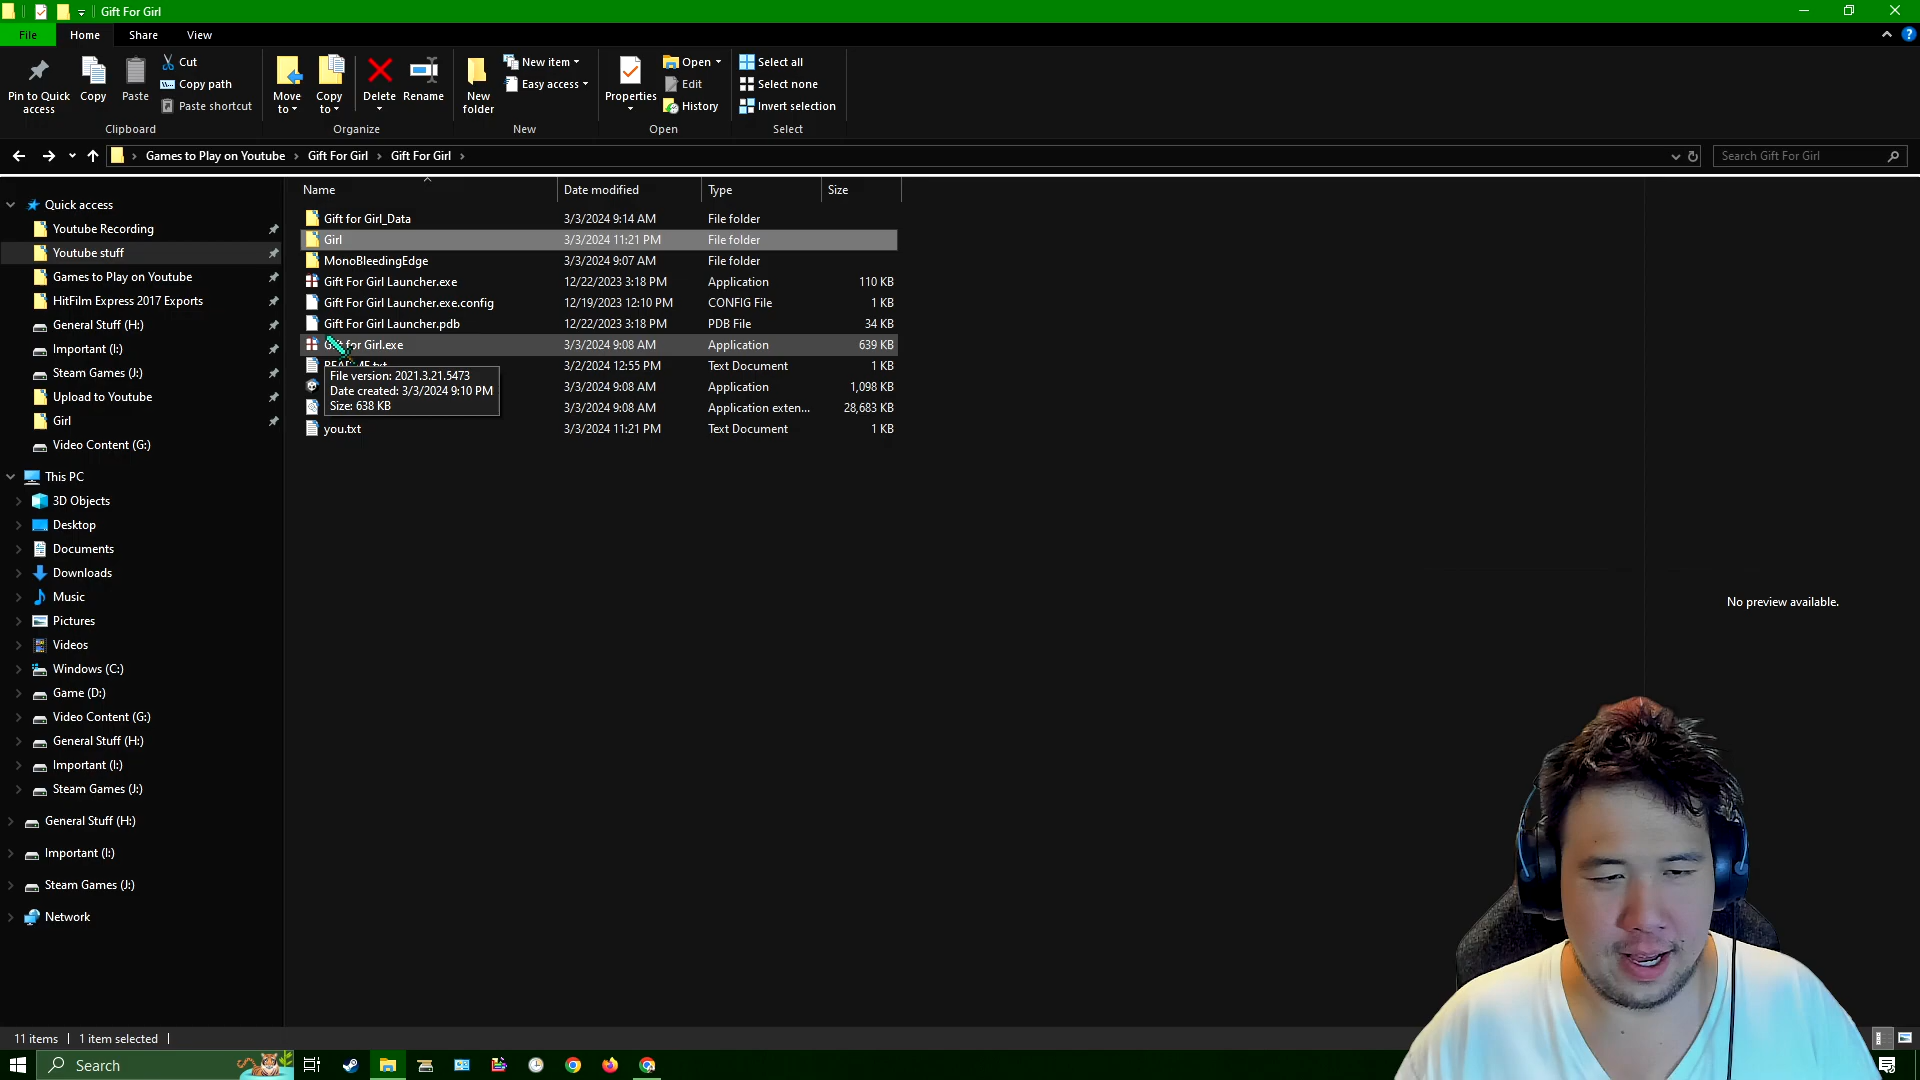 Gift For Girl
File Home Share View
Pin to Quick access
Copy
Paste
Cut
Copy path
Paste shortcut
Clipboard
Move to
Copy to
Delete
Rename
Organize
New folder
New item
Easy access
New
Properties
Open
Edit
History
Open
Select all
Select none
Invert selection
Select
Games to Play on Youtube Gift For Girl Gift For Girl
Search Gift For Girl
Quick access
Youtube Recording
Youtube stuff
Games to Play on Youtube
HitFilm Express 2017 Exports
General Stuff (H:)
Important (I:)
Steam Games (J:)
Upload to Youtube
Girl
Video Content (G:)
This PC
3D Objects
Desktop
Documents
Downloads
Music
Pictures
Videos
Windows (C:)
Game (D:)
Video Content (G:)
General Stuff (H:)
Important (I:)
Steam Games (J:)
General Stuff (H:)
Important (I:)
Steam Games (J:)
Network
Name Date modified Type Size
Gift for Girl_Data 3/3/2024 9:14 AM File folder
Girl 3/3/2024 11:21 PM File folder
MonoBleedingEdge 3/3/2024 9:07 AM File folder
Gift For Girl Launcher.exe 12/22/2023 3:18 PM Application 110 KB
Gift For Girl Launcher.exe.config 12/19/2023 12:10 PM CONFIG File 1 KB
Gift For Girl Launcher.pdb 12/22/2023 3:18 PM PDB File 34 KB
Gift for Girl.exe 3/3/2024 9:08 AM Application 639 KB
README.txt 3/2/2024 12:55 PM Text Document 1 KB
3/3/2024 9:08 AM Application 1,098 KB
3/3/2024 9:08 AM Application exten... 28,683 KB
you.txt 3/3/2024 11:21 PM Text Document 1 KB
File version: 2021.3.21.5473
Date created: 3/3/2024 9:10 PM
Size: 638 KB
No preview available.
11 items 1 item selected
Search